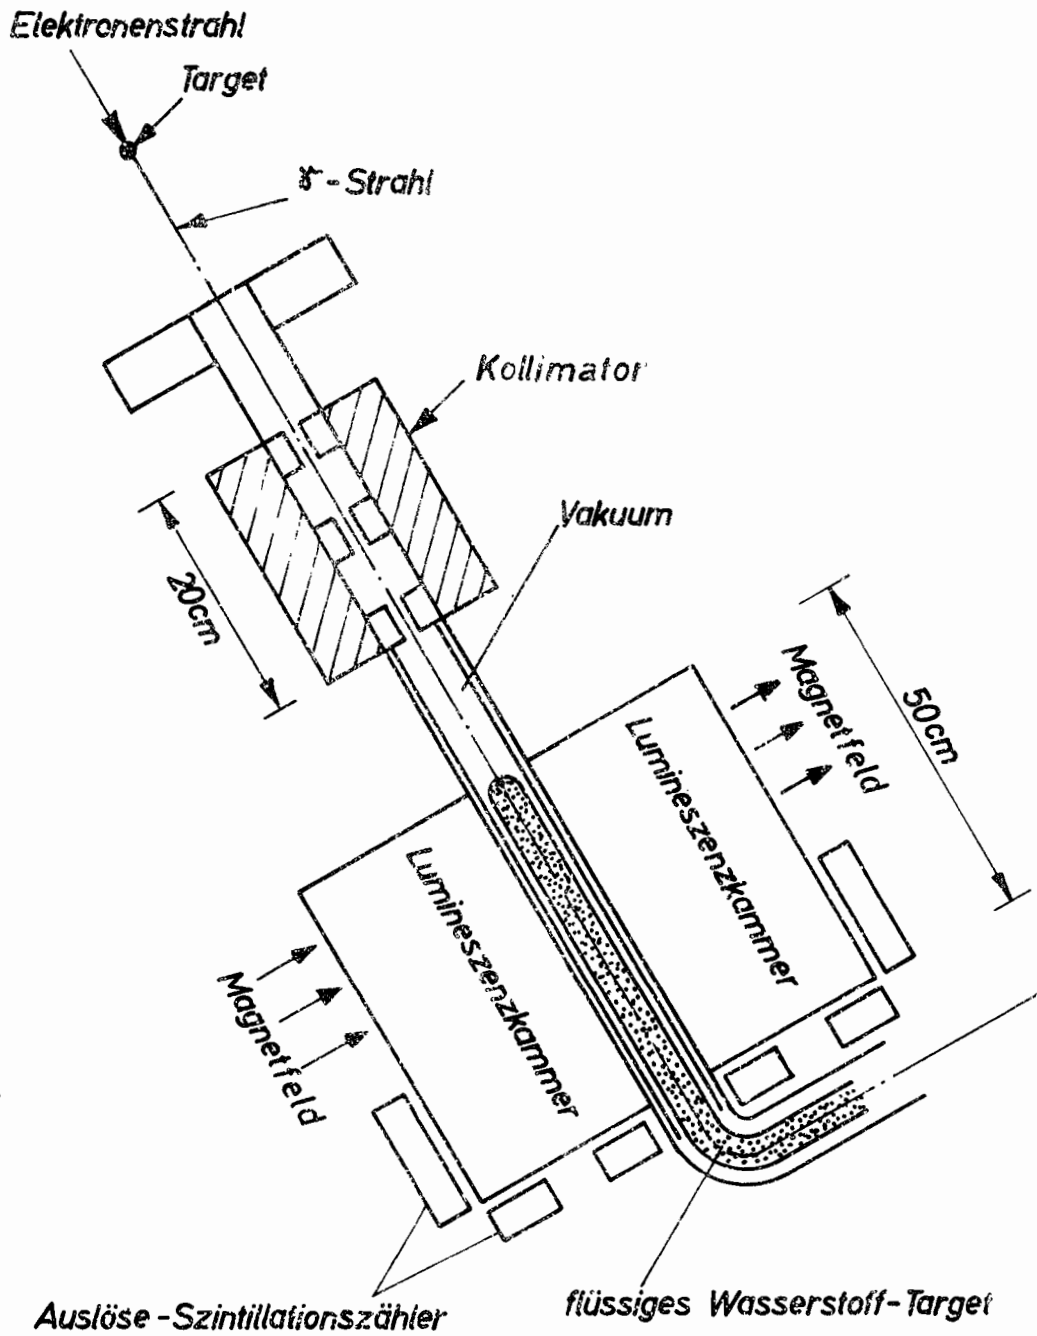 Elektronenstrahl
Target
γ-Strahl
Kollimator
Vakuum
20cm
50cm
Magnetfeld
Lumineszenzkammer
Lumineszenzkammer
Magnetfeld
Auslöse-Szintillationszähler
flüssiges Wasserstoff-Target